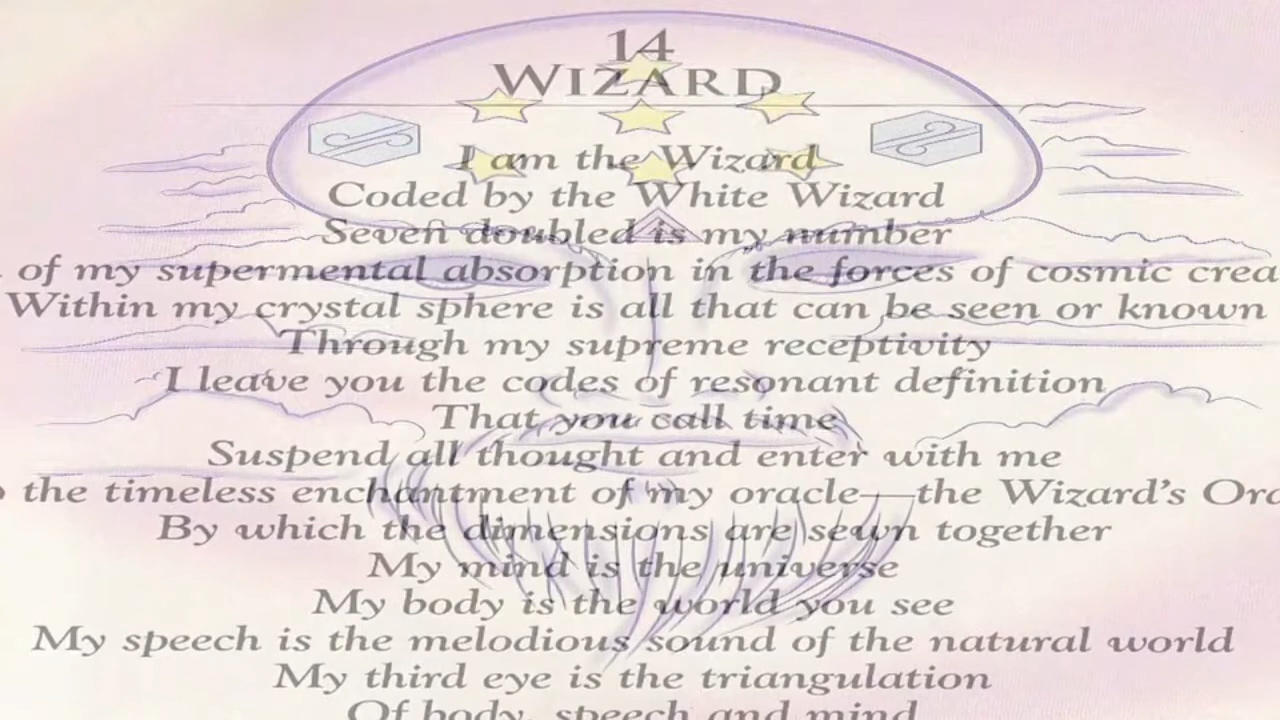 14
WIZARD
I am the Wizard
Coded by the White Wizard
Seven doubled is my number
of my supermental absorption in the forces of cosmic crea
Within my crystal sphere is all that can be seen or known
Through my supreme receptivity
I leave you the codes of resonant definition
That you call time
Suspend all thought and enter with me
the timeless enchantment of my oracle—the Wizard's Ora
By which the dimensions are sewn together
My mind is the universe
My body is the world you see
My speech is the melodious sound of the natural world
My third eye is the triangulation
Of body, speech and mind